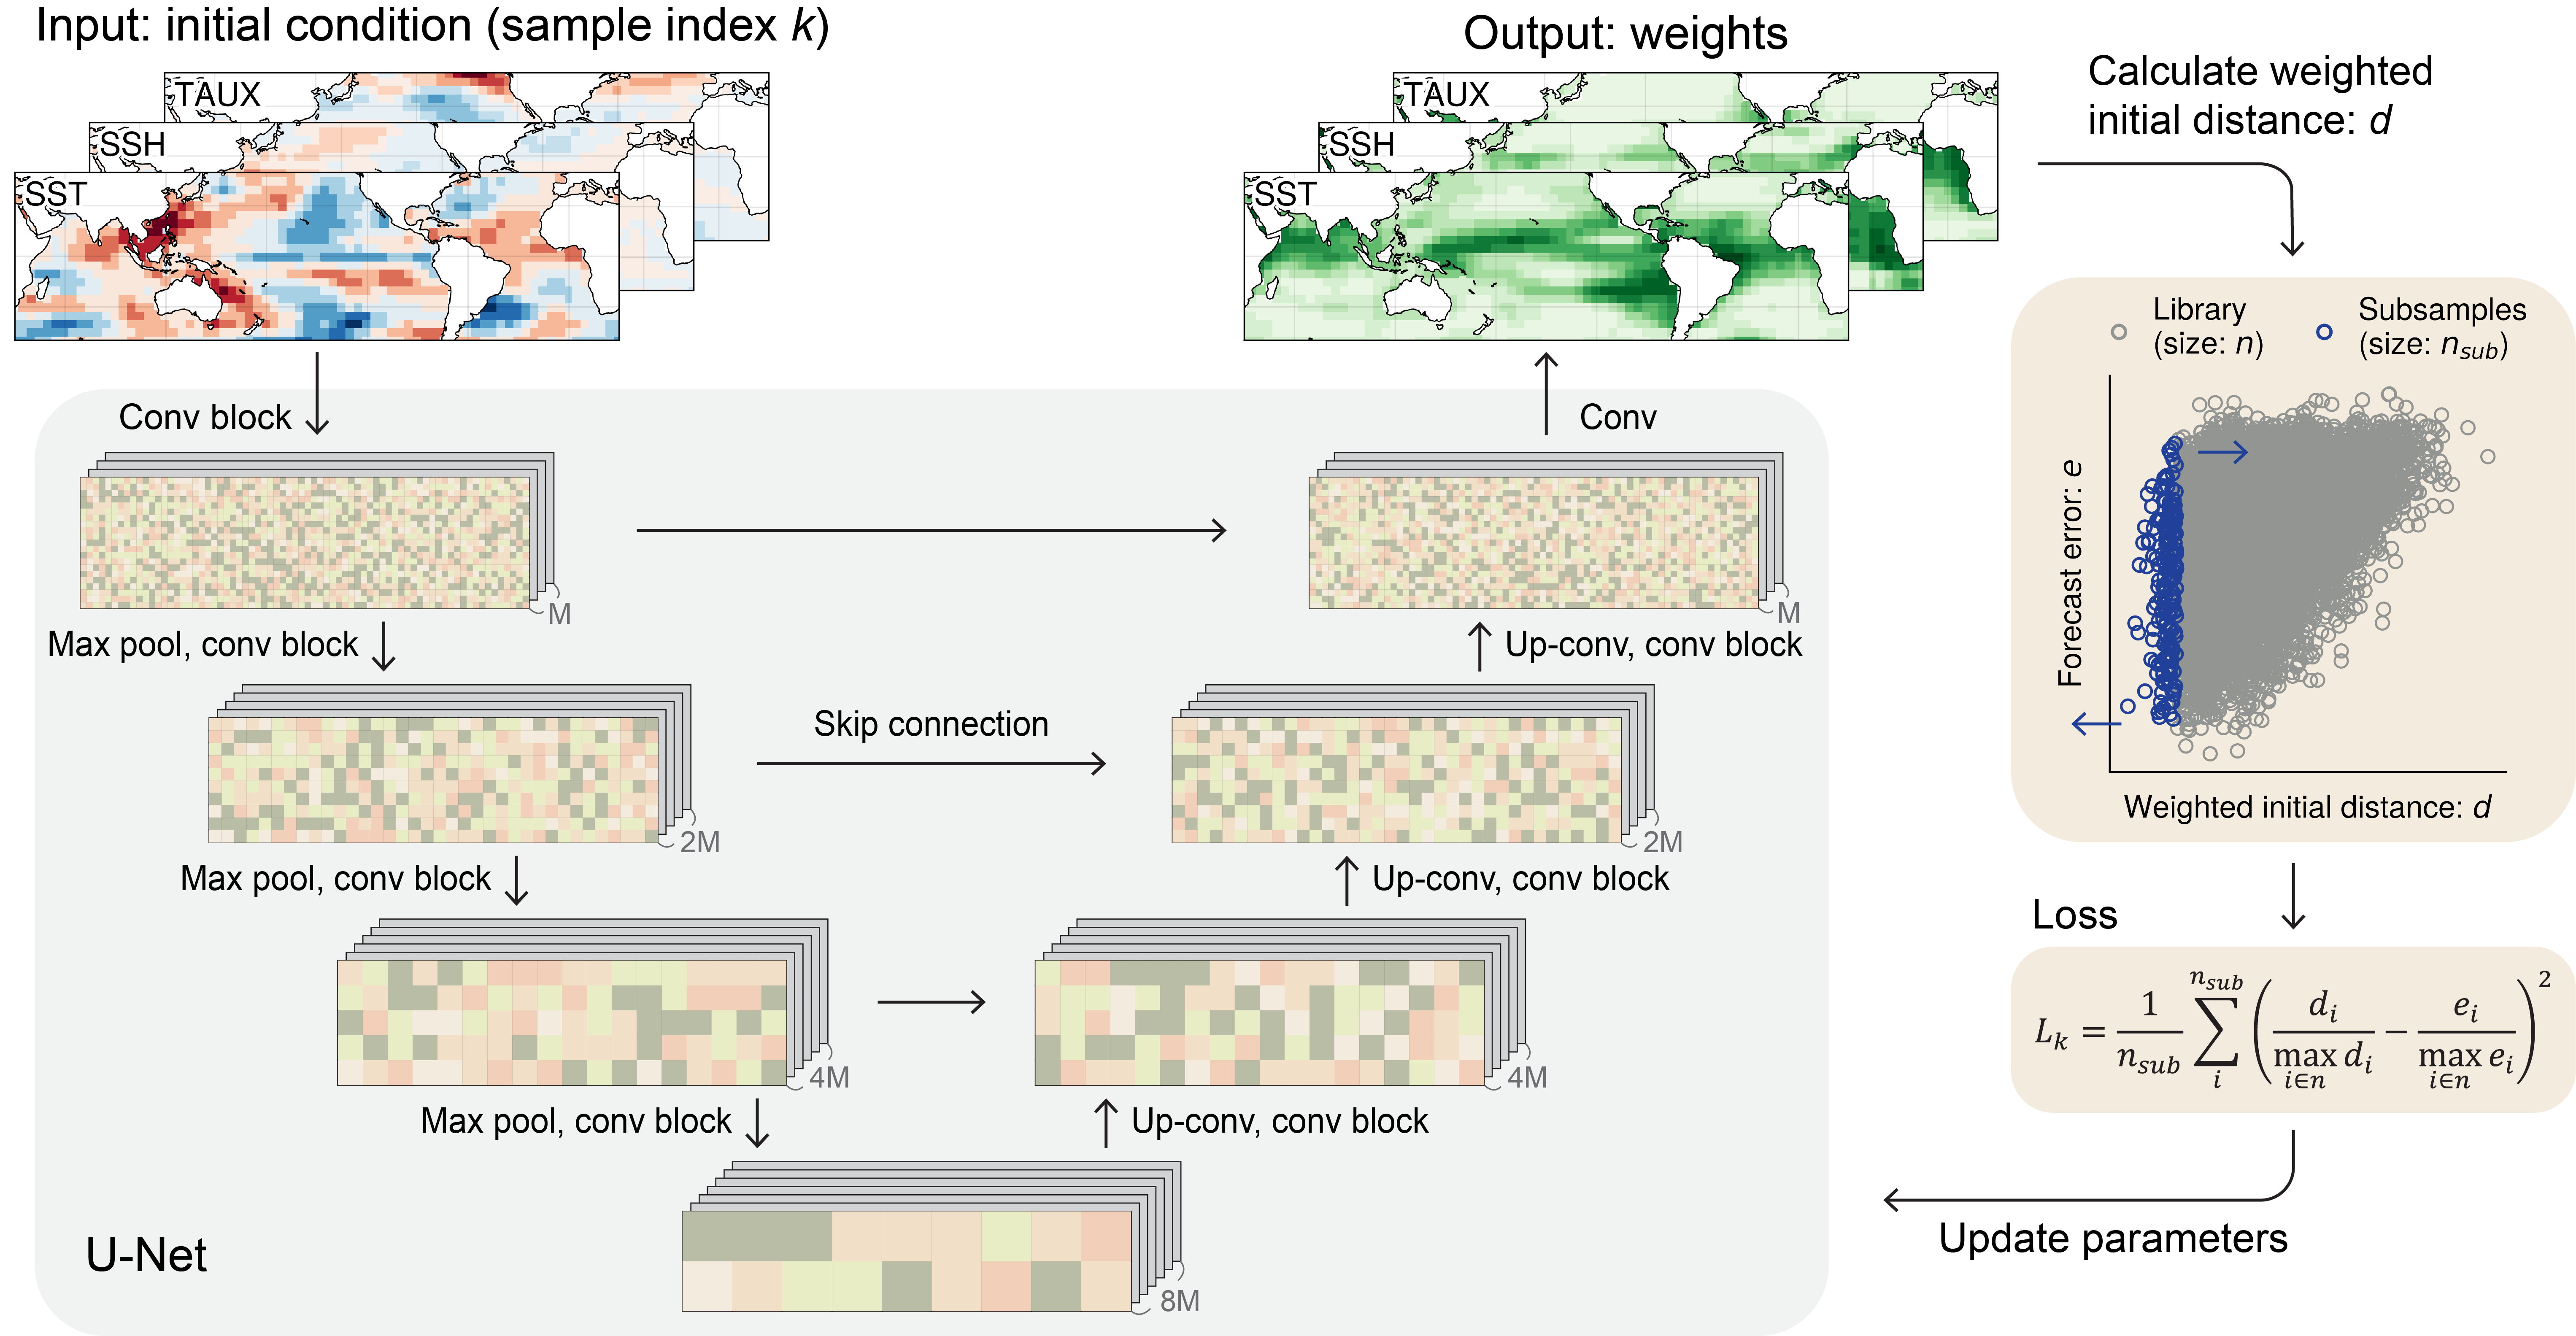 Input: initial condition (sample index k)
TAUX
SSH
SST
Output: weights
TAUX
SSH
SST
Calculate weighted
initial distance: d
Library
(size: n)
Subsamples
(size: n_sub)
Forecast error: e
Weighted initial distance: d
Conv block
Conv
M
M
Max pool, conv block
Up-conv, conv block
Skip connection
2M
2M
Max pool, conv block
Up-conv, conv block
4M
4M
Max pool, conv block
Up-conv, conv block
8M
U-Net
Loss
L_k = \frac{1}{n_{sub}} \sum_{i}^{n_{sub}} \left( \frac{d_i}{\max_{i∈n} d_i} − \frac{e_i}{\max_{i∈n} e_i} \right)^2
Update parameters